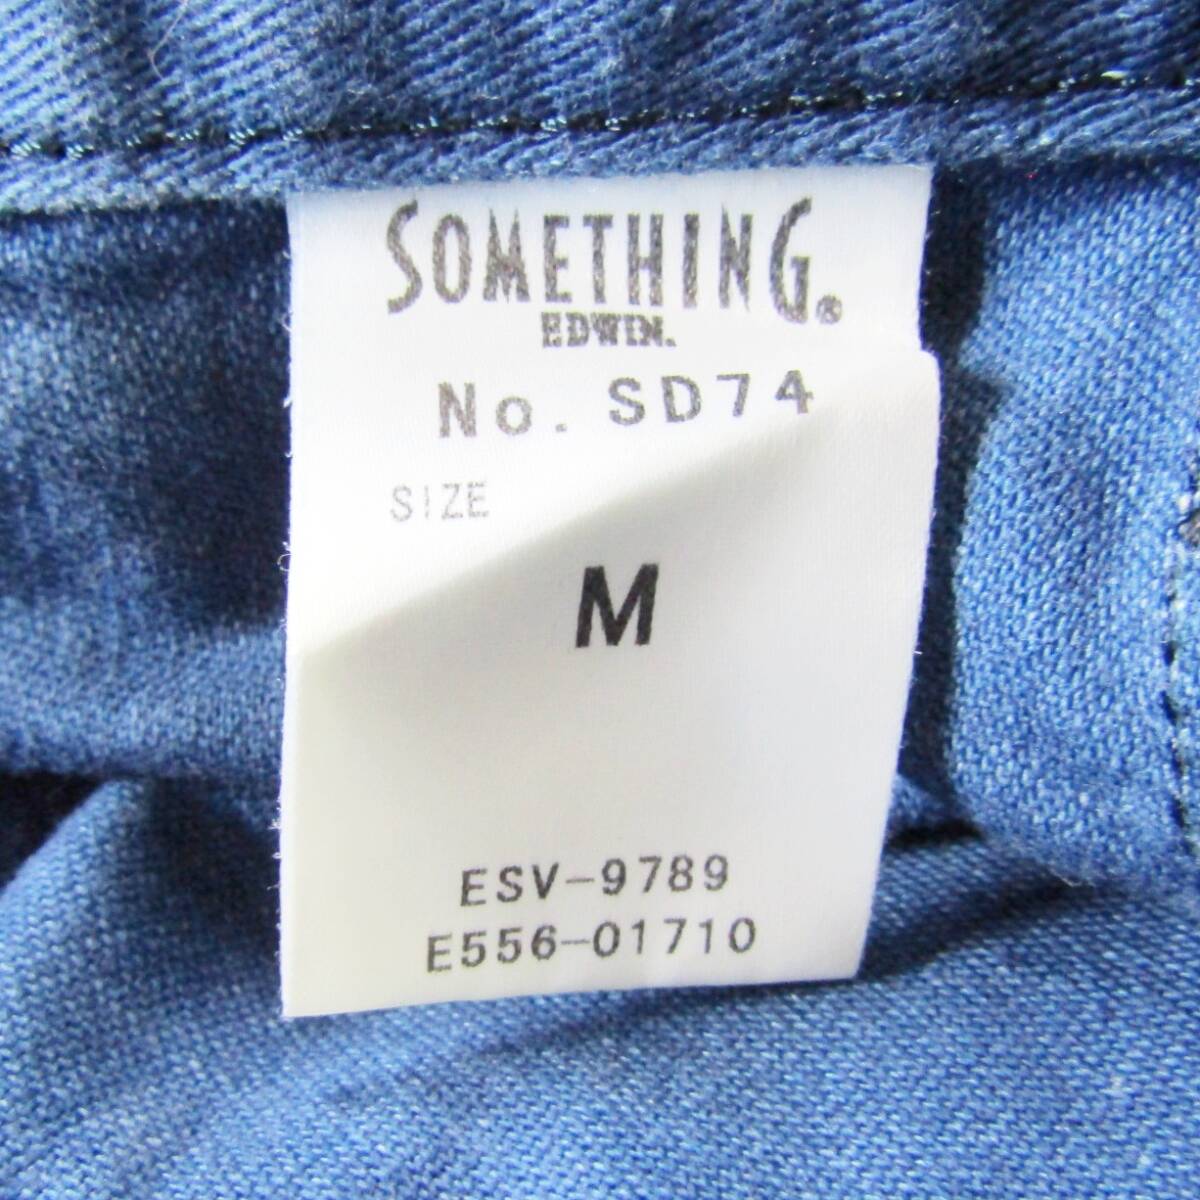 SOMETHING®
EDWIN.
No. SD74
SIZE
M
ESV-9789
E556-01710